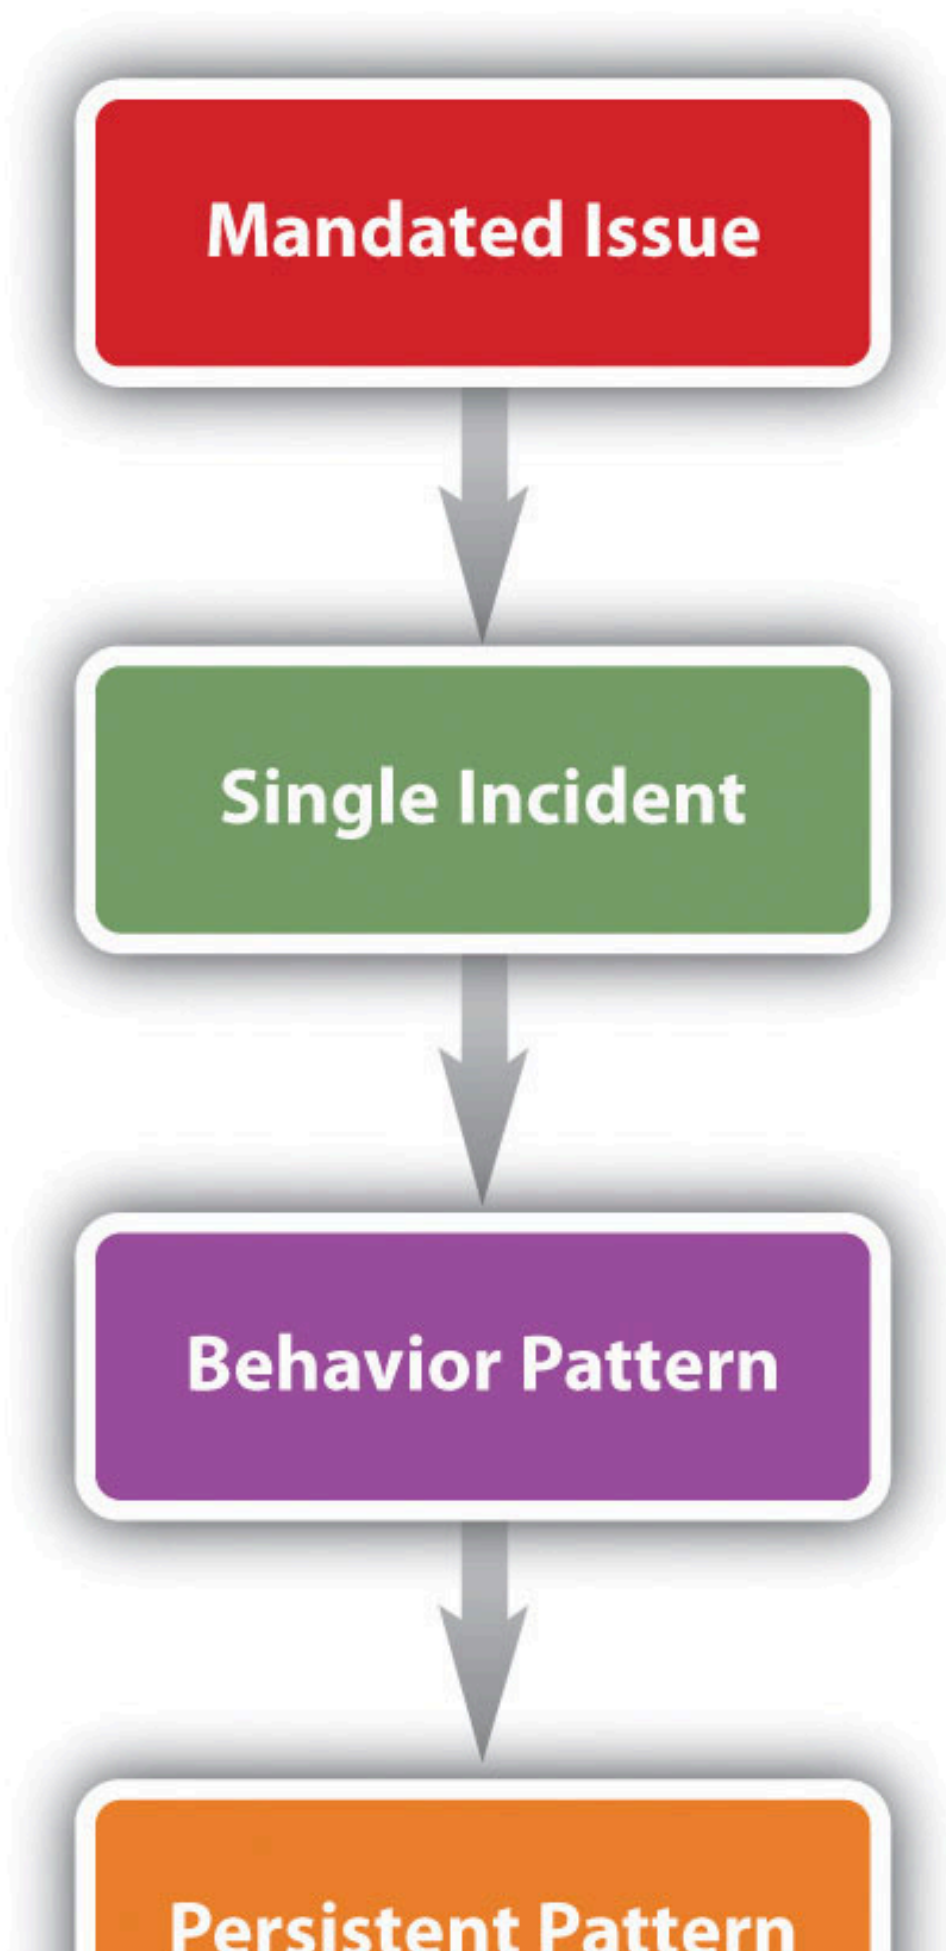 Mandated Issue
Single Incident
Behavior Pattern
Persistent Pattern